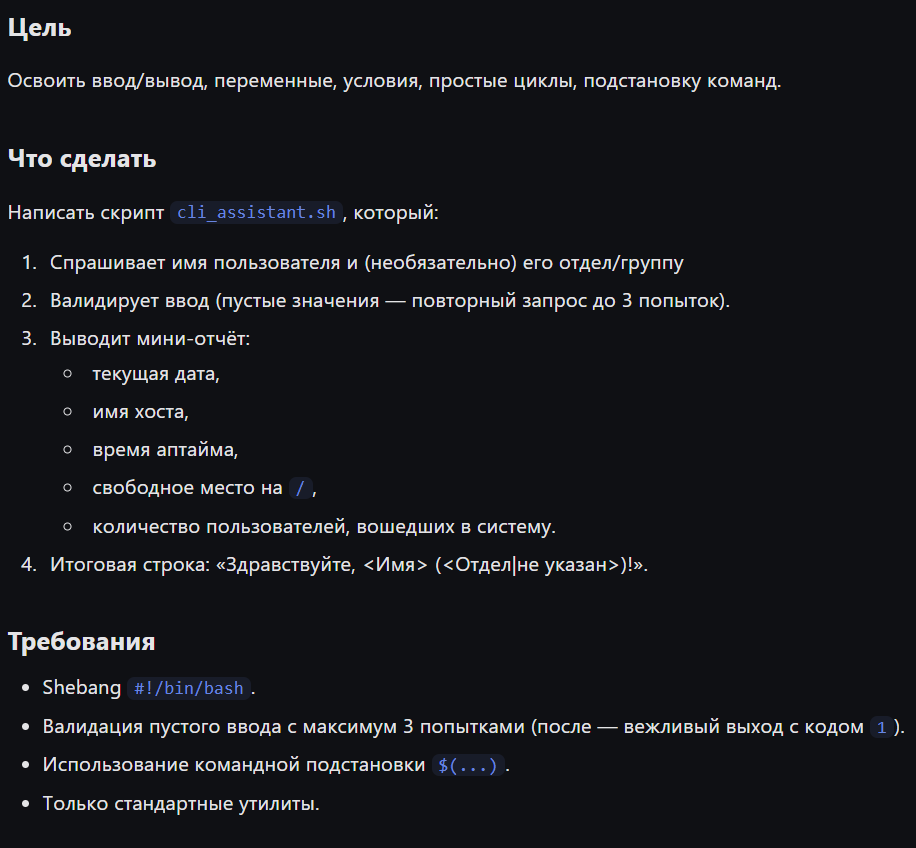 Цель
Освоить ввод/вывод, переменные, условия, простые циклы, подстановку команд.
Что сделать
Написать скрипт cli_assistant.sh, который:
1. Спрашивает имя пользователя и (необязательно) его отдел/группу
2. Валидирует ввод (пустые значения — повторный запрос до 3 попыток).
3. Выводит мини-отчёт:
○ текущая дата,
○ имя хоста,
○ время аптайма,
○ свободное место на /,
○ количество пользователей, вошедших в систему.
4. Итоговая строка: «Здравствуйте, <Имя> (<Отдел|не указан>)!».
Требования
• Shebang #!/bin/bash.
• Валидация пустого ввода с максимум 3 попытками (после — вежливый выход с кодом 1).
• Использование командной подстановки $(...).
• Только стандартные утилиты.